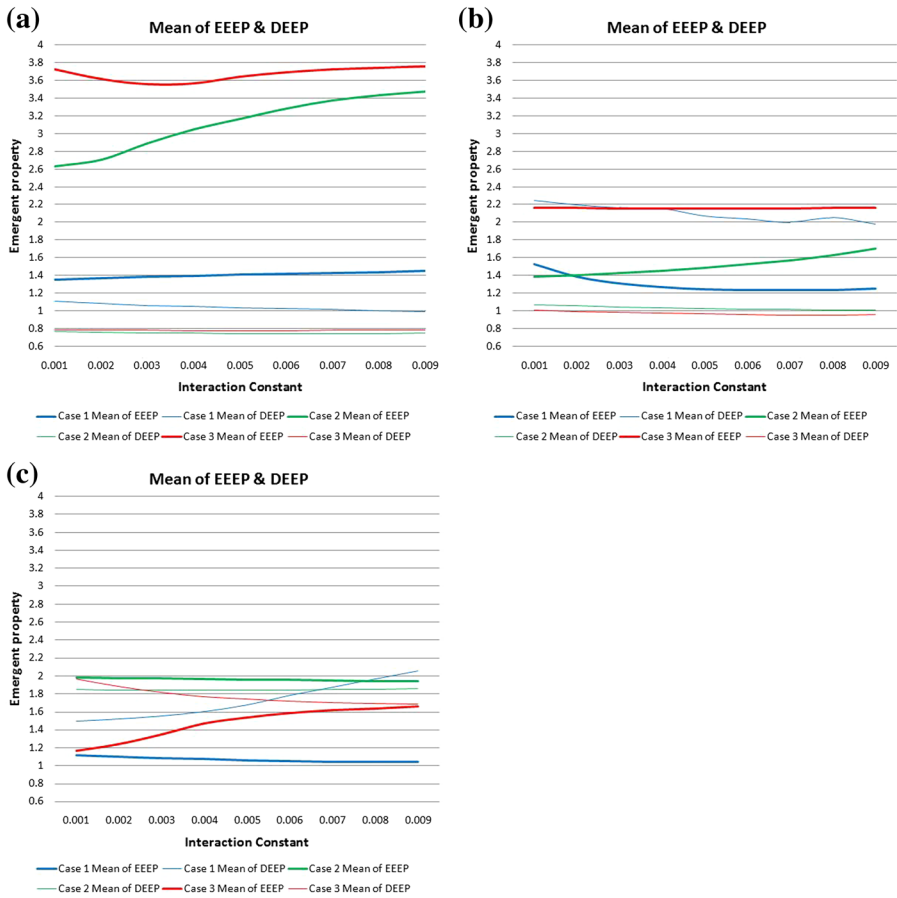 (a)
Mean of EEEP & DEEP
4
3.8
3.6
3.4
3.2
3
2.8
2.6
2.4
2.2
2
1.8
1.6
1.4
1.2
1
0.8
0.6
Emergent property
0.001 0.002 0.003 0.004 0.005 0.006 0.007 0.008 0.009
Interaction Constant
Case 1 Mean of EEEP Case 1 Mean of DEEP Case 2 Mean of EEEP
Case 2 Mean of DEEP Case 3 Mean of EEEP Case 3 Mean of DEEP
(b)
Mean of EEEP & DEEP
4
3.8
3.6
3.4
3.2
3
2.8
2.6
2.4
2.2
2
1.8
1.6
1.4
1.2
1
0.8
0.6
Emergent property
0.001 0.002 0.003 0.004 0.005 0.006 0.007 0.008 0.009
Interaction Constant
Case 1 Mean of EEEP Case 1 Mean of DEEP Case 2 Mean of EEEP
Case 2 Mean of DEEP Case 3 Mean of EEEP Case 3 Mean of DEEP
(c)
Mean of EEEP & DEEP
4
3.8
3.6
3.4
3.2
3
2.8
2.6
2.4
2.2
2
1.8
1.6
1.4
1.2
1
0.8
0.6
Emergent property
0.001 0.002 0.003 0.004 0.005 0.006 0.007 0.008 0.009
Interaction Constant
Case 1 Mean of EEEP Case 1 Mean of DEEP Case 2 Mean of EEEP
Case 2 Mean of DEEP Case 3 Mean of EEEP Case 3 Mean of DEEP